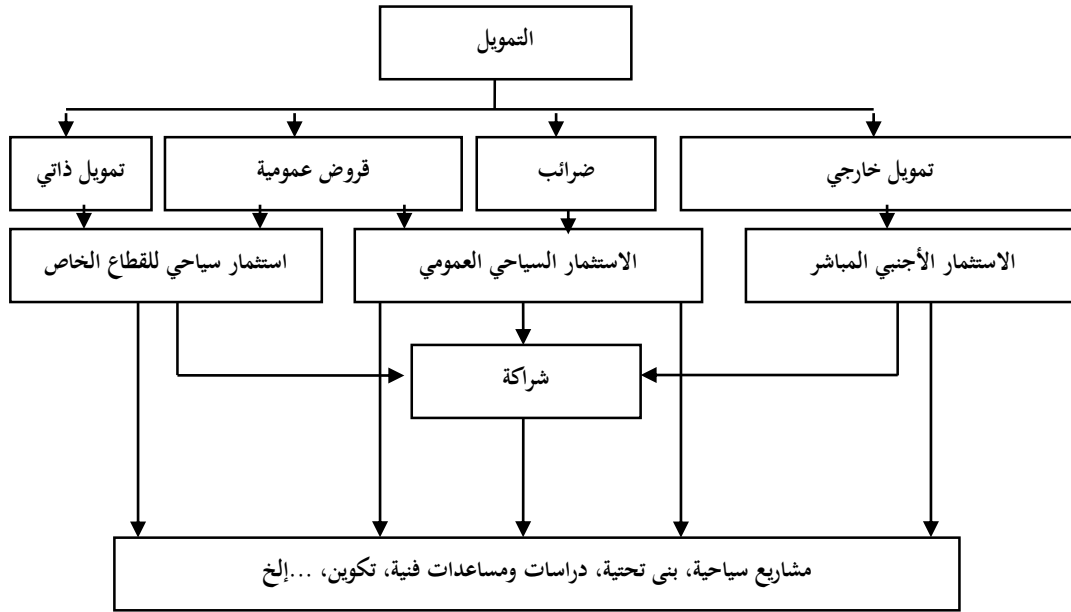 التمويل
تمويل خارجي
ضرائب
قروض عمومية
تمويل ذاتي
الاستثمار الأجنبي المباشر
الاستثمار السياحي العمومي
استثمار سياحي للقطاع الخاص
شراكة
مشاريع سياحية، بنى تحتية، دراسات ومساعدات فنية، تكوين، ...إلخ